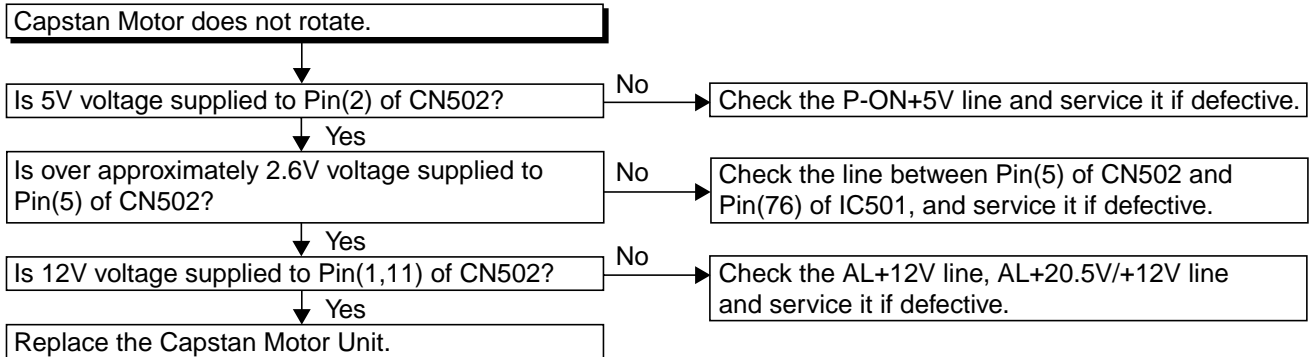 Capstan Motor does not rotate.
Is 5V voltage supplied to Pin(2) of CN502?
No
Check the P-ON+5V line and service it if defective.
Yes
Is over approximately 2.6V voltage supplied to
Pin(5) of CN502?
No
Check the line between Pin(5) of CN502 and
Pin(76) of IC501, and service it if defective.
Yes
Is 12V voltage supplied to Pin(1,11) of CN502?
No
Check the AL+12V line, AL+20.5V/+12V line
and service it if defective.
Yes
Replace the Capstan Motor Unit.